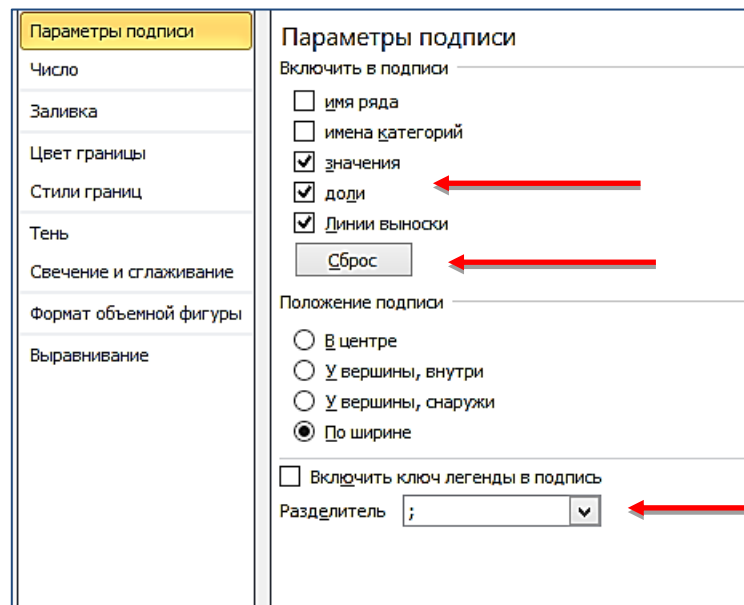 Параметры подписи
Число
Заливка
Цвет границы
Стили границ
Тень
Свечение и сглаживание
Формат объемной фигуры
Выравнивание
Параметры подписи
Включить в подписи
имя ряда
имена категорий
значения
доли
Линии выноски
Сброс
Положение подписи
В центре
У вершины, внутри
У вершины, снаружи
По ширине
Включить ключ легенды в подпись
Разделитель ;